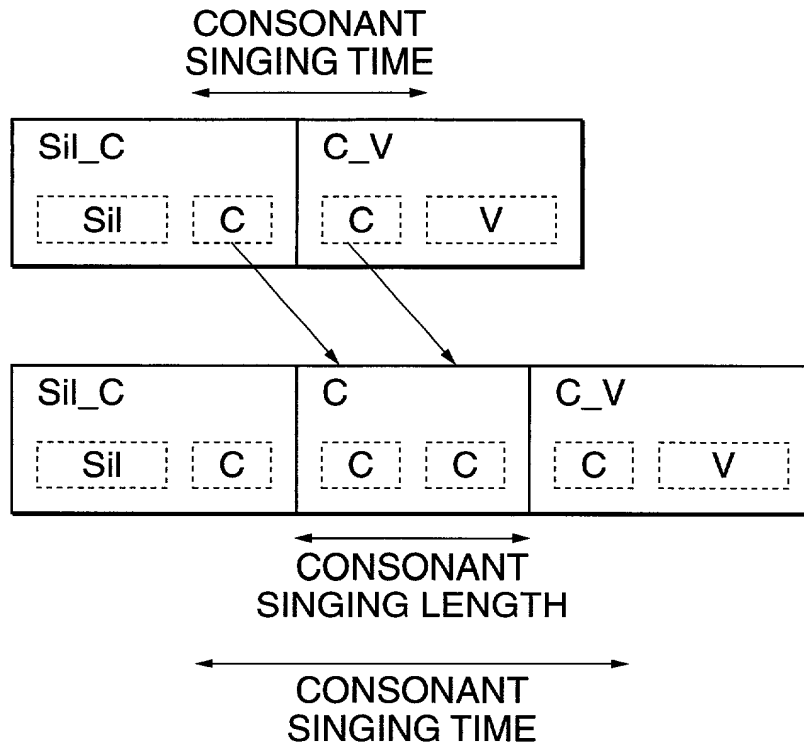 CONSONANT
SINGING TIME
Sil_C C_V
Sil C C V
Sil_C C C_V
Sil C C C C V
CONSONANT
SINGING LENGTH
CONSONANT
SINGING TIME